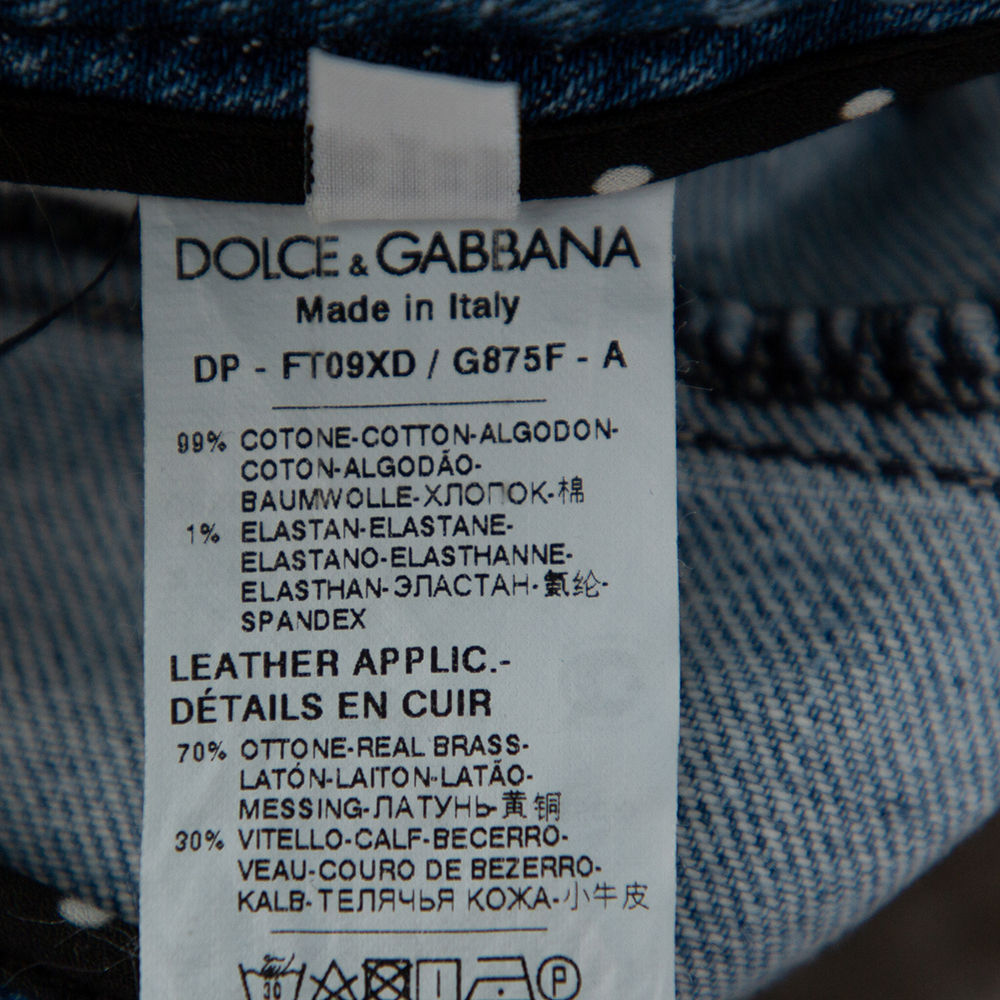 DOLCE & GABBANA
Made in Italy
DP - FT09XD / G875F - A
99% COTONE-COTTON-ALGODON-
COTON-ALGODÃO-
BAUMWOLLE-ХЛОПОК-棉
1% ELASTAN-ELASTANE-
ELASTANO-ELASTHANNE-
ELASTHAN-ЭЛАСТАН-氨纶-
SPANDEX
LEATHER APPLIC.-
DÉTAILS EN CUIR
70% OTTONE-REAL BRASS-
LATÓN-LAITON-LATÃO-
MESSING-ЛАТУНЬ-黄铜
30% VITELLO-CALF-BECERRO-
VEAU-COURO DE BEZERRO-
KALB-ТЕЛЯЧЬЯ КОЖА-小牛皮
30 P